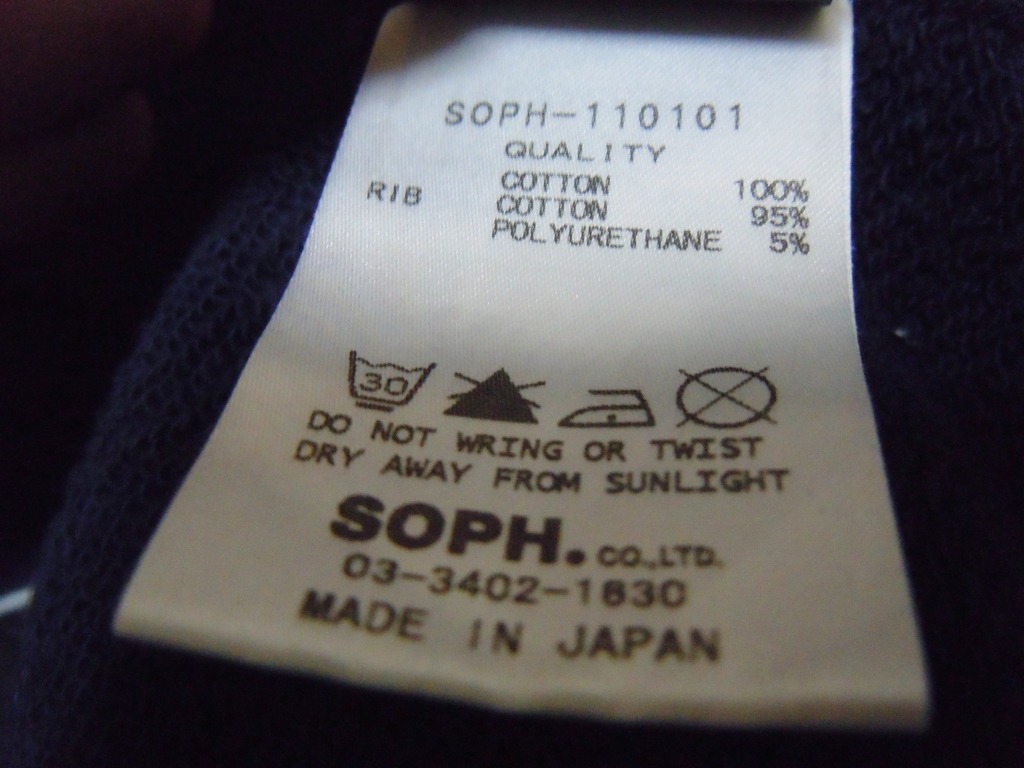 SOPH-110101
QUALITY
COTTON 100%
RIB COTTON 95%
POLYURETHANE 5%
30
DO NOT WRING OR TWIST
DRY AWAY FROM SUNLIGHT
SOPH. CO.,LTD.
03-3402-1830
MADE IN JAPAN